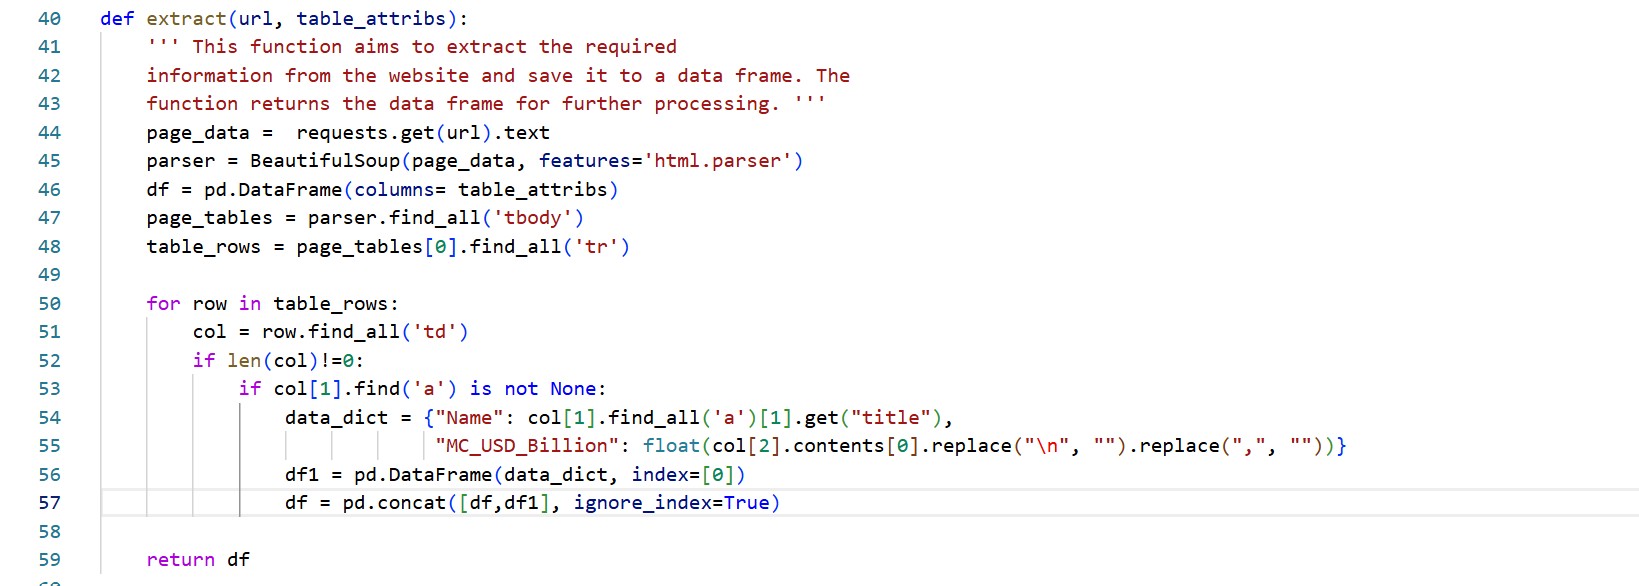 40 def extract(url, table_attribs):
41     ''' This function aims to extract the required
42     information from the website and save it to a data frame. The
43     function returns the data frame for further processing. '''
44     page_data =  requests.get(url).text
45     parser = BeautifulSoup(page_data, features='html.parser')
46     df = pd.DataFrame(columns= table_attribs)
47     page_tables = parser.find_all('tbody')
48     table_rows = page_tables[0].find_all('tr')
49
50     for row in table_rows:
51         col = row.find_all('td')
52         if len(col)!=0:
53             if col[1].find('a') is not None:
54                 data_dict = {"Name": col[1].find_all('a')[1].get("title"),
55                              "MC_USD_Billion": float(col[2].contents[0].replace("\n", "").replace(",", ""))}
56                 df1 = pd.DataFrame(data_dict, index=[0])
57                 df = pd.concat([df,df1], ignore_index=True)
58
59     return df